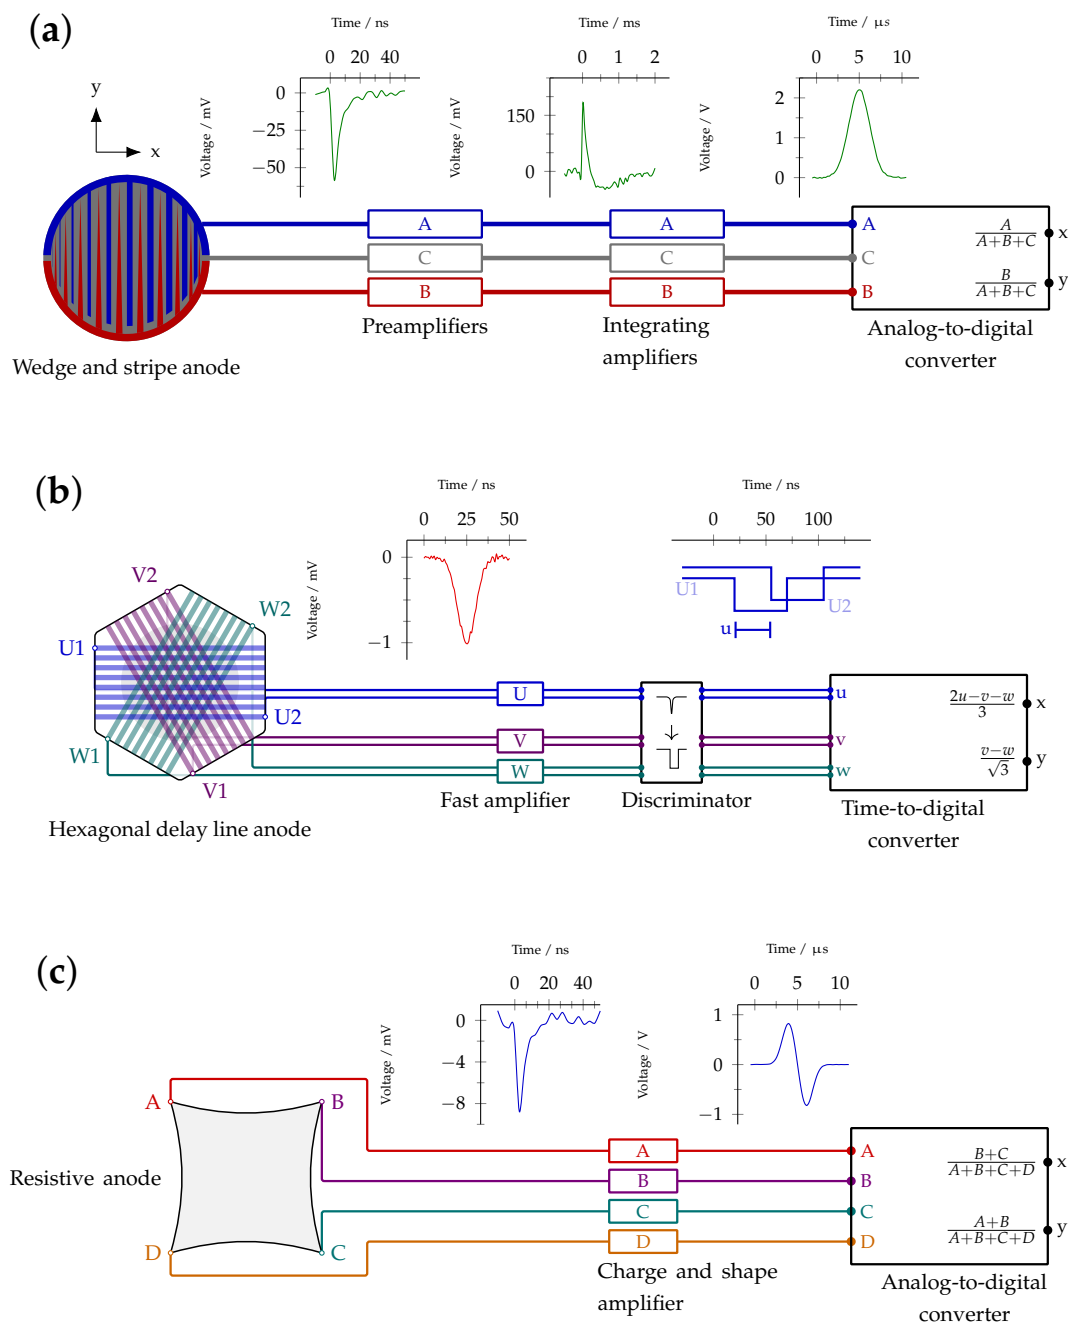 (a)
Time / ns
0 20 40
Voltage / mV
0
−25
−50
Time / ms
0 1 2
Voltage / mV
150
0
Time / μs
0 5 10
Voltage / V
2
1
0
y
x
A A A
C C C
B B B
A
A+B+C
x
B
A+B+C
y
Preamplifiers
Integrating
amplifiers
Analog-to-digital
converter
Wedge and stripe anode
(b)
Time / ns
0 25 50
Voltage / mV
0
−1
Time / ns
0 50 100
U1
U2
u
V2
W2
U1
U2
W1
V1
U
V
W
u
v
w
2u−v−w
3
x
v−w
√3
y
Fast amplifier
Discriminator
Time-to-digital
converter
Hexagonal delay line anode
(c)
Time / ns
0 20 40
Voltage / mV
0
−4
−8
Time / μs
0 5 10
Voltage / V
1
0
−1
A
B
Resistive anode
D
C
A A
B B
C C
D D
B+C
A+B+C+D
x
A+B
A+B+C+D
y
Charge and shape
amplifier
Analog-to-digital
converter